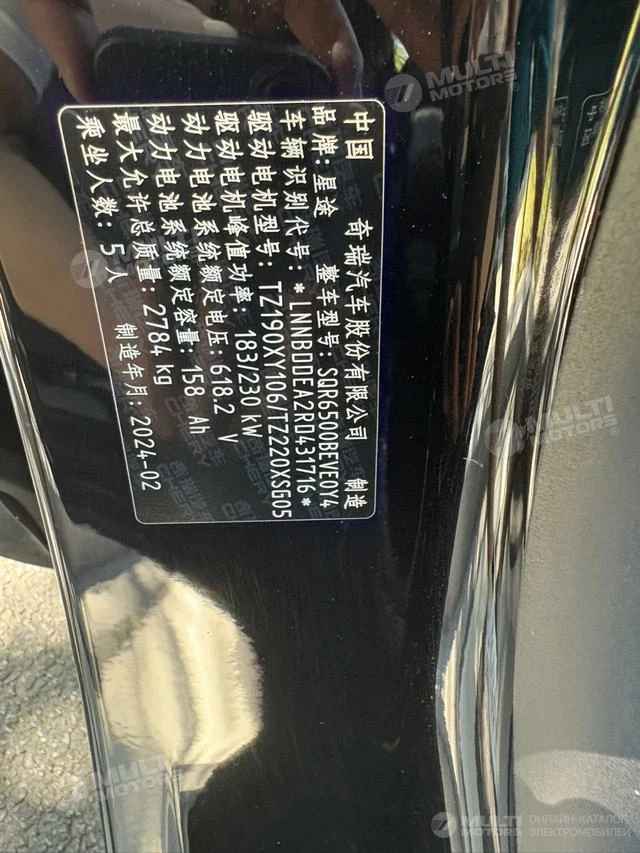 中国 奇瑞汽车股份有限公司 制造
品牌：星途 整车型号：SQR6500BEVE0Y4
车辆识别代号：*LNNBDDEA2RD431716*
驱动电机型号：TZ190XY106/TZ220XSG05
驱动电机峰值功率：183/230 kW
动力电池系统额定电压：618.2 V
动力电池系统额定容量：158 Ah
最大允许总质量：2784 kg
乘坐人数：5人 制造年月：2024-02
MULTI MOTORS
MULTI MOTORS
MULTI MOTORS ОНЛАЙН-КАТАЛОГ ЭЛЕКТРОМОБИЛЕЙ